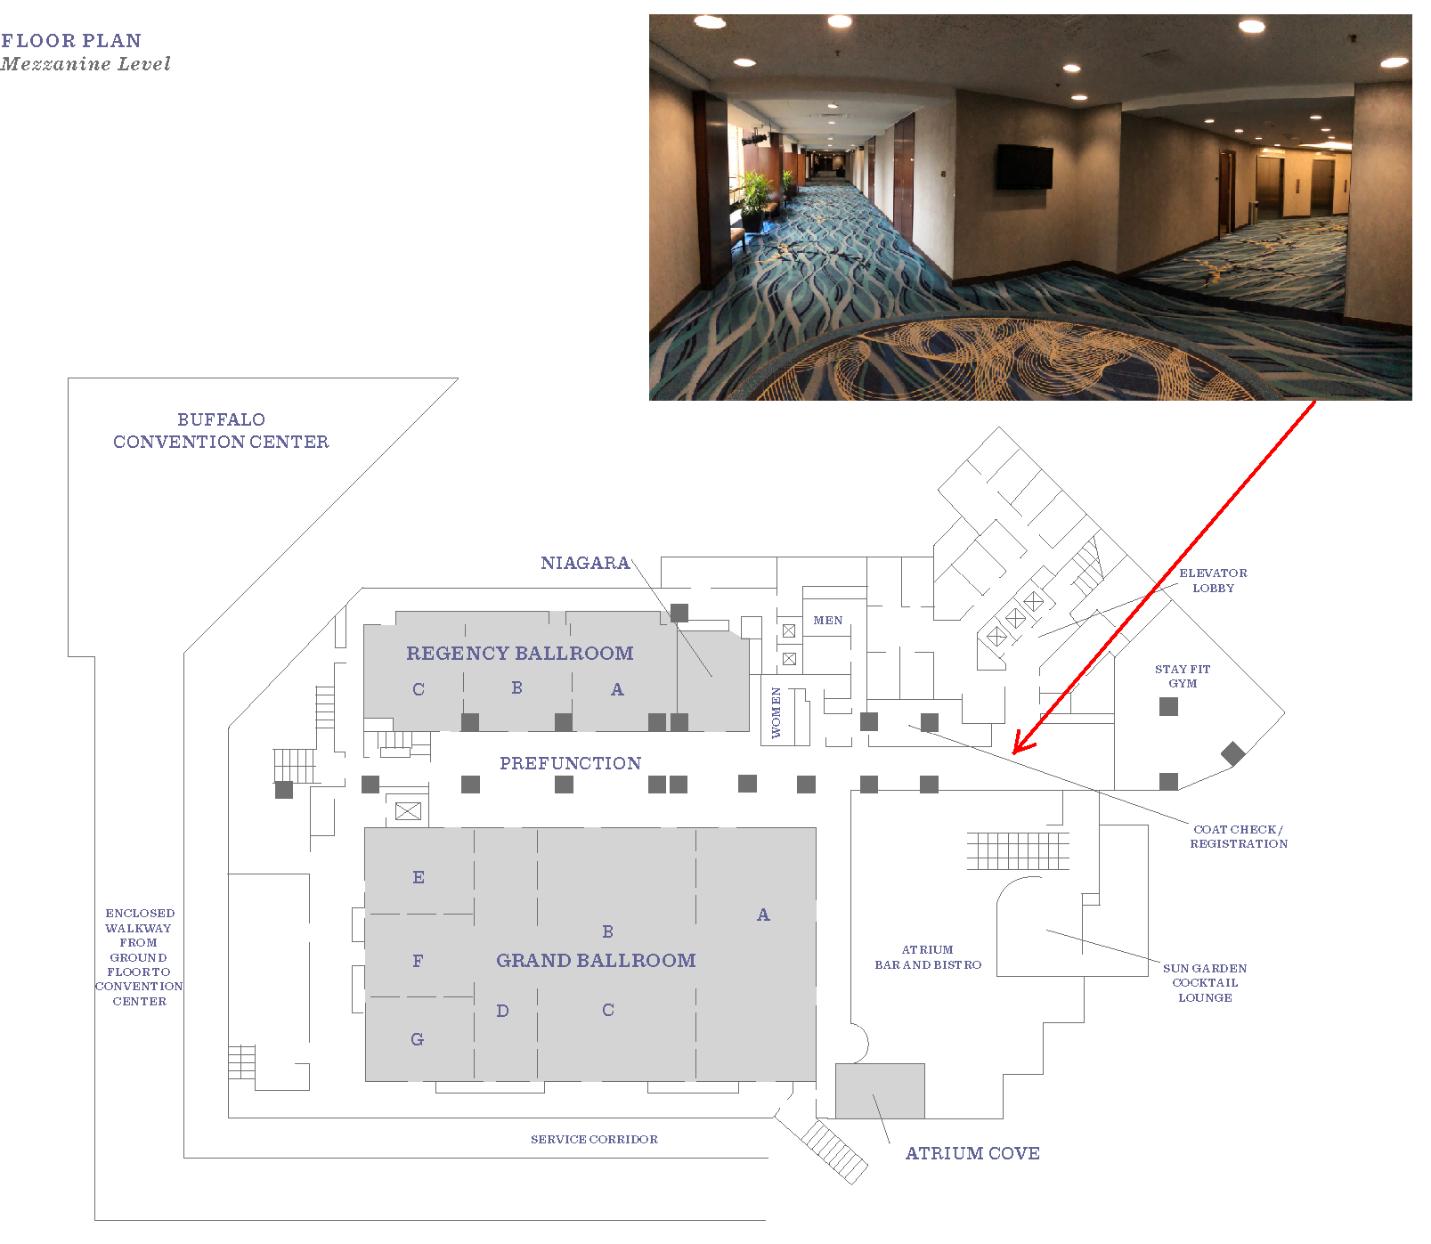 FLOOR PLAN
Mezzanine Level
BUFFALO
CONVENTION CENTER
NIAGARA
ELEVATOR
LOBBY
MEN
REGENCY BALLROOM
C
B
A
WOMEN
STAY FIT
GYM
PREFUNCTION
COAT CHECK/
REGISTRATION
E
A
B
F
GRAND BALLROOM
D
C
G
ENCLOSED
WALKWAY
FROM
GROUND
FLOOR TO
CONVENTION
CENTER
ATRIUM
BAR AND BISTRO
SUN GARDEN
COCKTAIL
LOUNGE
SERVICE CORRIDOR
ATRIUM COVE